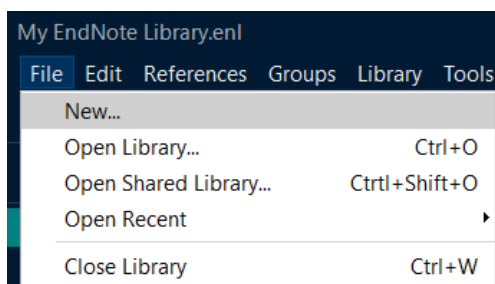 My EndNote Library.enl
File Edit References Groups Library Tools
New...
Open Library... Ctrl+O
Open Shared Library... Ctrtl+Shift+O
Open Recent
Close Library Ctrl+W